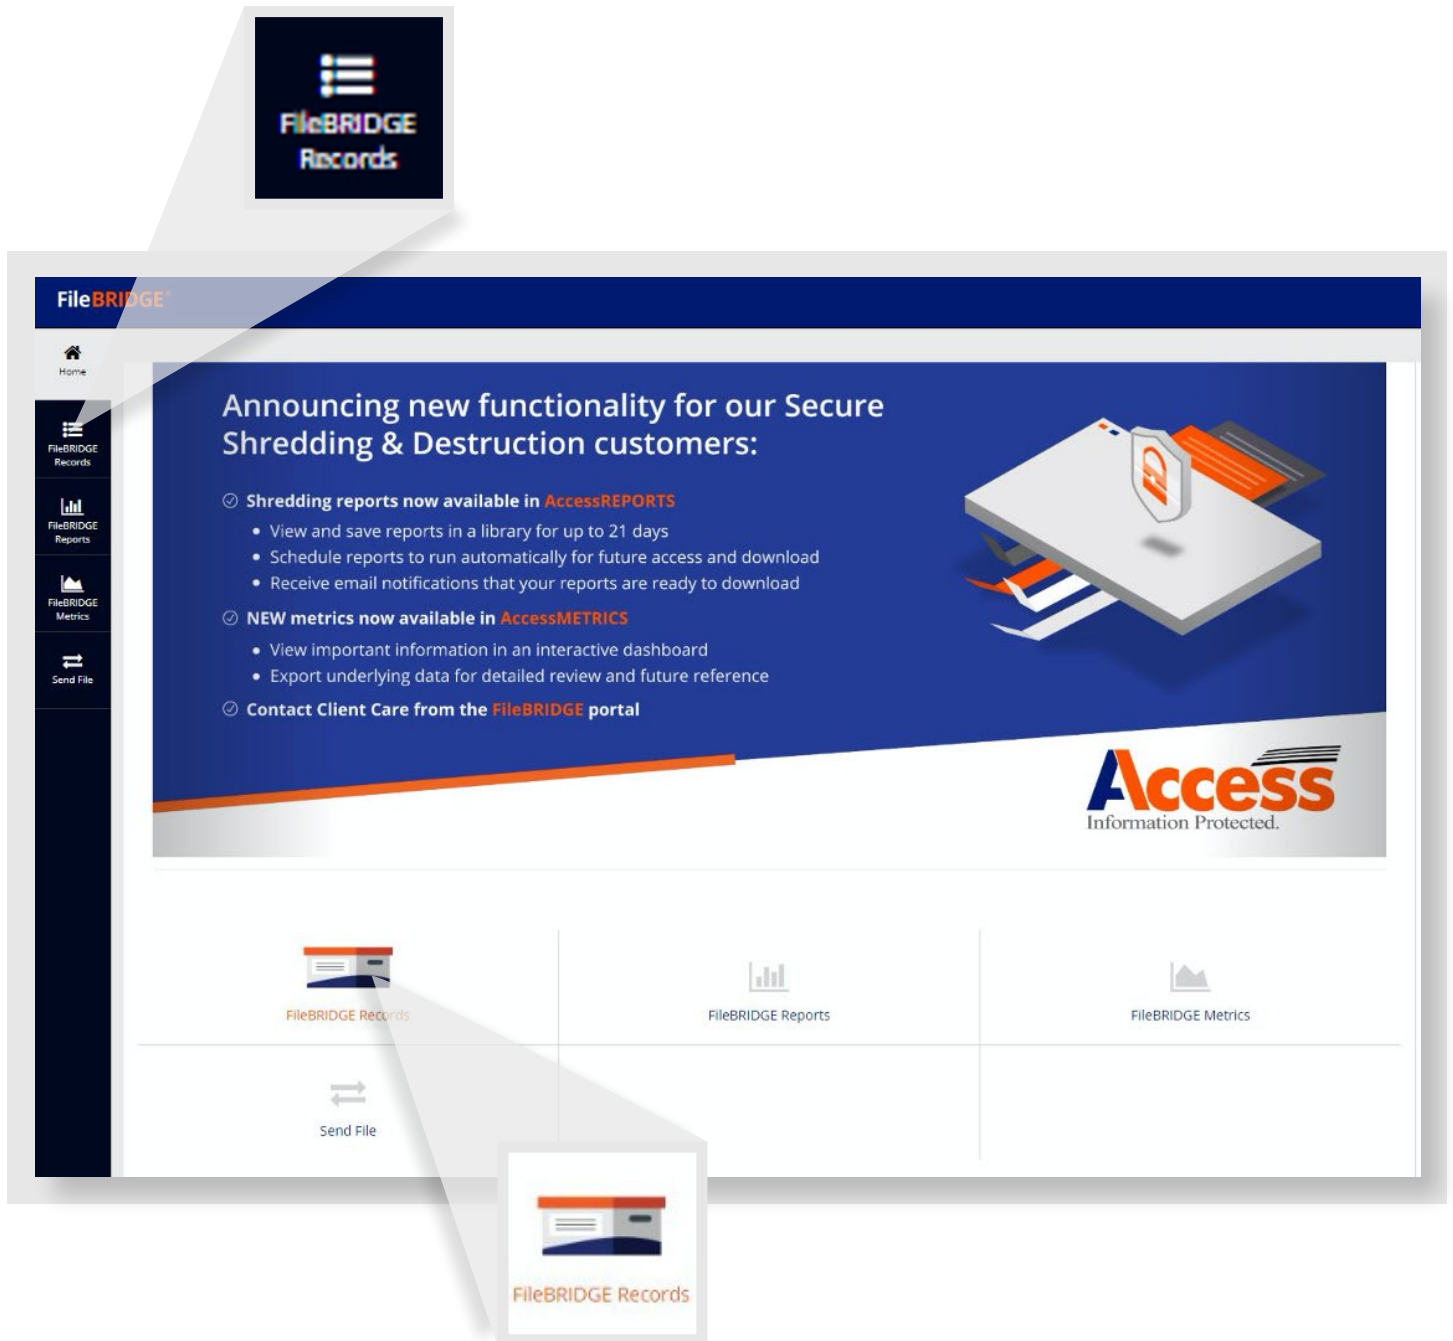 FileBRIDGE
Records
FileBRIDGE®
Home
FileBRIDGE
Records
FileBRIDGE
Reports
FileBRIDGE
Metrics
Send File
Announcing new functionality for our Secure
Shredding & Destruction customers:
Shredding reports now available in AccessREPORTS
• View and save reports in a library for up to 21 days
• Schedule reports to run automatically for future access and download
• Receive email notifications that your reports are ready to download
NEW metrics now available in AccessMETRICS
• View important information in an interactive dashboard
• Export underlying data for detailed review and future reference
Contact Client Care from the FileBRIDGE portal
Access
Information Protected.
FileBRIDGE Records
FileBRIDGE Reports
FileBRIDGE Metrics
Send File
FileBRIDGE Records